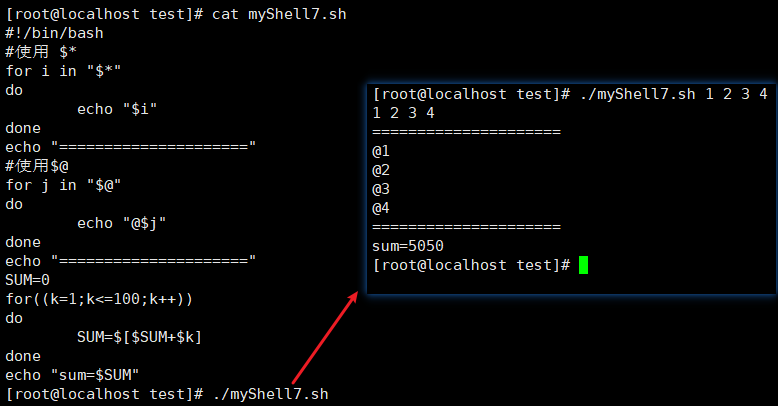 [root@localhost test]# cat myShell7.sh
#!/bin/bash
#使用 $*
for i in "$*"
do
        echo "$i"
done
echo "====================="
#使用$@
for j in "$@"
do
        echo "@$j"
done
echo "====================="
SUM=0
for((k=1;k<=100;k++))
do
        SUM=$[$SUM+$k]
done
echo "sum=$SUM"
[root@localhost test]# ./myShell7.sh
[root@localhost test]# ./myShell7.sh 1 2 3 4
1 2 3 4
=====================
@1
@2
@3
@4
=====================
sum=5050
[root@localhost test]#